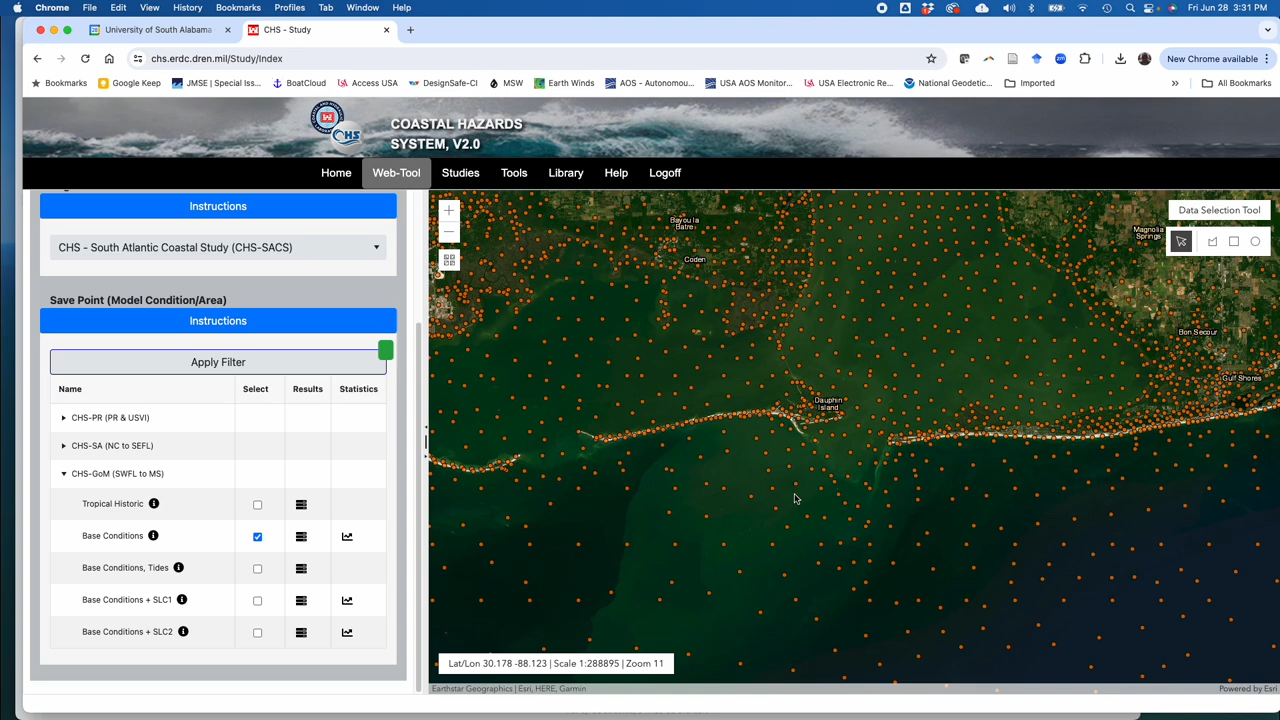 Chrome File Edit View History Bookmarks Profiles Tab Window Help Fri Jun 28 3:31 PM
University of South Alabama CHS - Study
chs.erdc.dren.mil/Study/Index New Chrome available
Bookmarks Google Keep JMSE | Special Iss... BoatCloud Access USA DesignSafe-CI MSW Earth Winds AOS - Autonomou... USA AOS Monitor... USA Electronic Re... National Geodetic... Imported » All Bookmarks
COASTAL HAZARDS
SYSTEM, V2.0
CHS
Home Web-Tool Studies Tools Library Help Logoff
Instructions
CHS - South Atlantic Coastal Study (CHS-SACS)
Save Point (Model Condition/Area)
Instructions
Apply Filter
Name Select Results Statistics
CHS-PR (PR & USVI)
CHS-SA (NC to SEFL)
CHS-GoM (SWFL to MS)
Tropical Historic
Base Conditions
Base Conditions, Tides
Base Conditions + SLC1
Base Conditions + SLC2
Data Selection Tool
Bayou la
Batre
Coden
Magnolia
Springs
Bon Secour
Gulf Shores
Dauphin
Island
Lat/Lon 30.178 -88.123 | Scale 1:288895 | Zoom 11
Earthstar Geographics | Esri, HERE, Garmin Powered by Esri